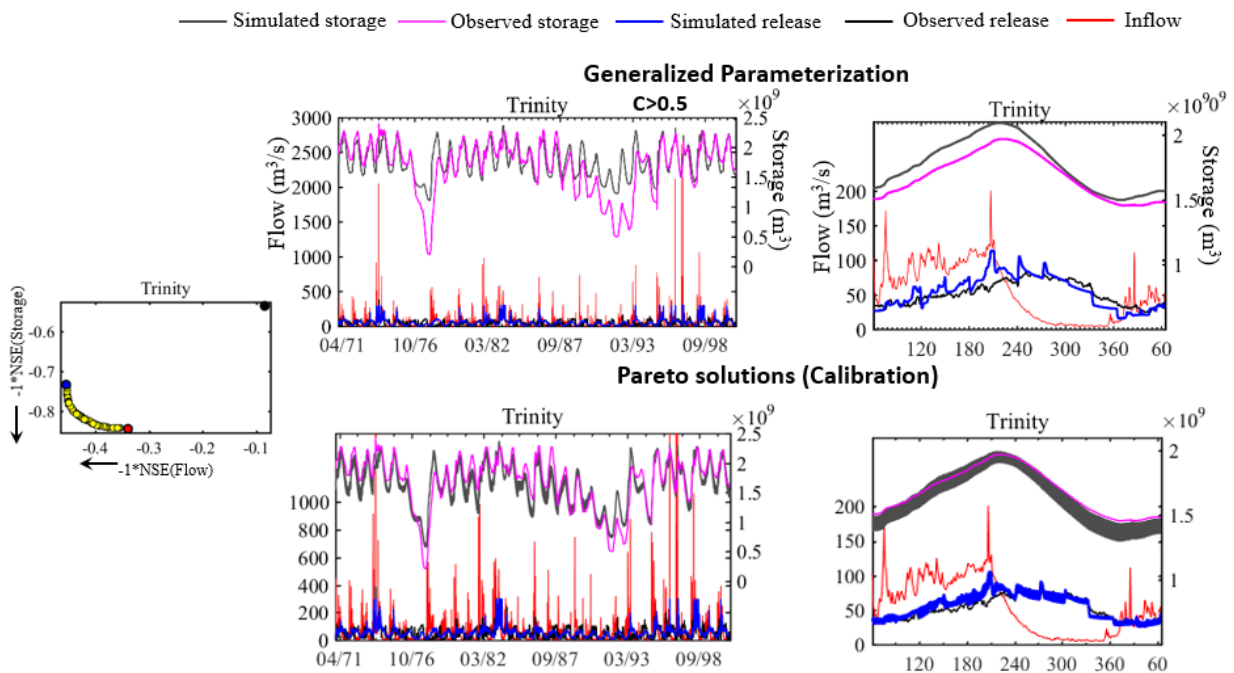 Simulated storage Observed storage Simulated release Observed release Inflow
Generalized Parameterization
Trinity C>0.5 ×10⁹
3000
2500
2000
1500
1000
500
0
Flow (m³/s)
2.5
2
1.5
1
0.5
0
Storage (m³)
04/71 10/76 03/82 09/87 03/93 09/98
Trinity ×10⁹0⁹
200
150
100
50
0
Flow (m³/s)
2
1.5
1
Storage (m³)
120 180 240 300 360 60
Trinity
-0.6
-0.7
-0.8
-1*NSE(Storage)
-0.4 -0.3 -0.2 -0.1
-1*NSE(Flow)
Pareto solutions (Calibration)
Trinity ×10⁹
1000
800
600
400
200
0
2.5
2
1.5
1
0.5
0
04/71 10/76 03/82 09/87 03/93 09/98
Trinity ×10⁹
200
150
100
50
0
2
1.5
1
120 180 240 300 360 60